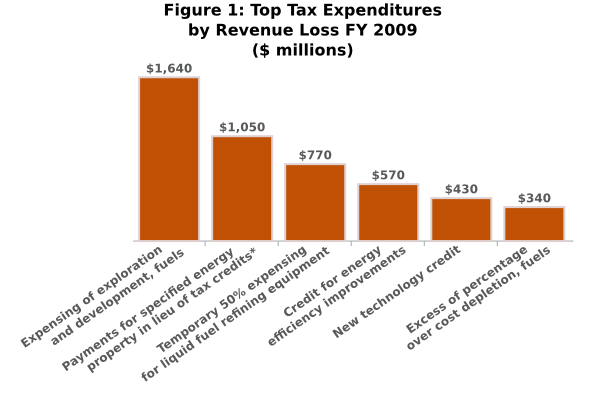 Figure 1: Top Tax Expenditures
by Revenue Loss FY 2009
($ millions)
$1,640
$1,050
$770
$570
$430
$340
Expensing of exploration
and development, fuels
Payments for specified energy
property in lieu of tax credits*
Temporary 50% expensing
for liquid fuel refining equipment
Credit for energy
efficiency improvements
New technology credit
Excess of percentage
over cost depletion, fuels